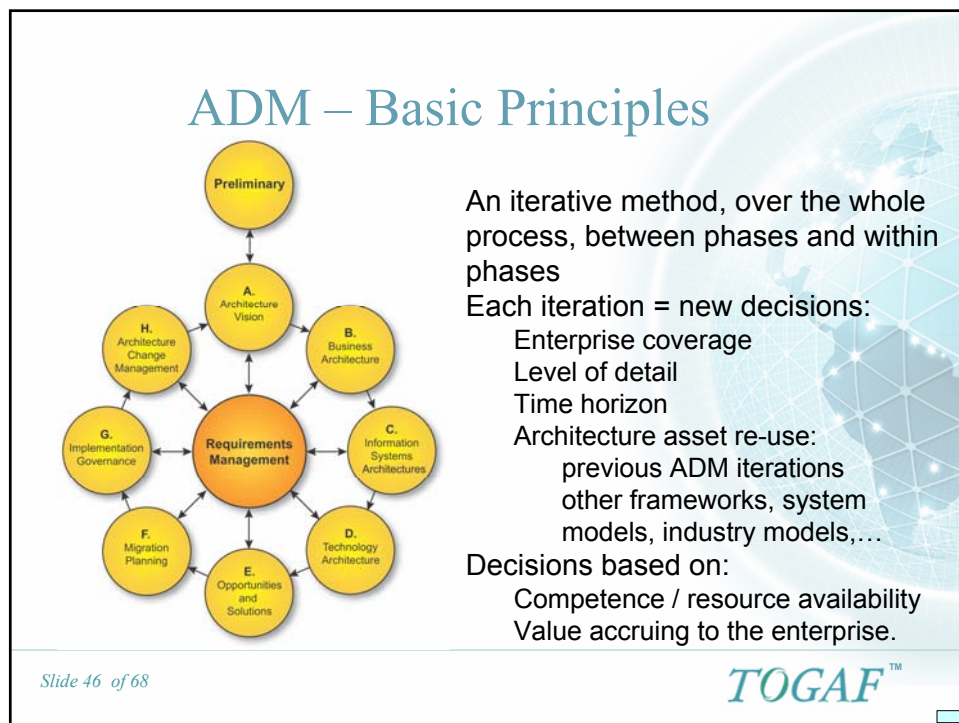 ADM – Basic Principles
Preliminary
A.
Architecture
Vision
B.
Business
Architecture
C.
Information
Systems
Architectures
D.
Technology
Architecture
E.
Opportunities
and
Solutions
F.
Migration
Planning
G.
Implementation
Governance
H.
Architecture
Change
Management
Requirements
Management
An iterative method, over the whole
process, between phases and within
phases
Each iteration = new decisions:
Enterprise coverage
Level of detail
Time horizon
Architecture asset re-use:
previous ADM iterations
other frameworks, system
models, industry models,…
Decisions based on:
Competence / resource availability
Value accruing to the enterprise.
Slide 46 of 68
TOGAF™